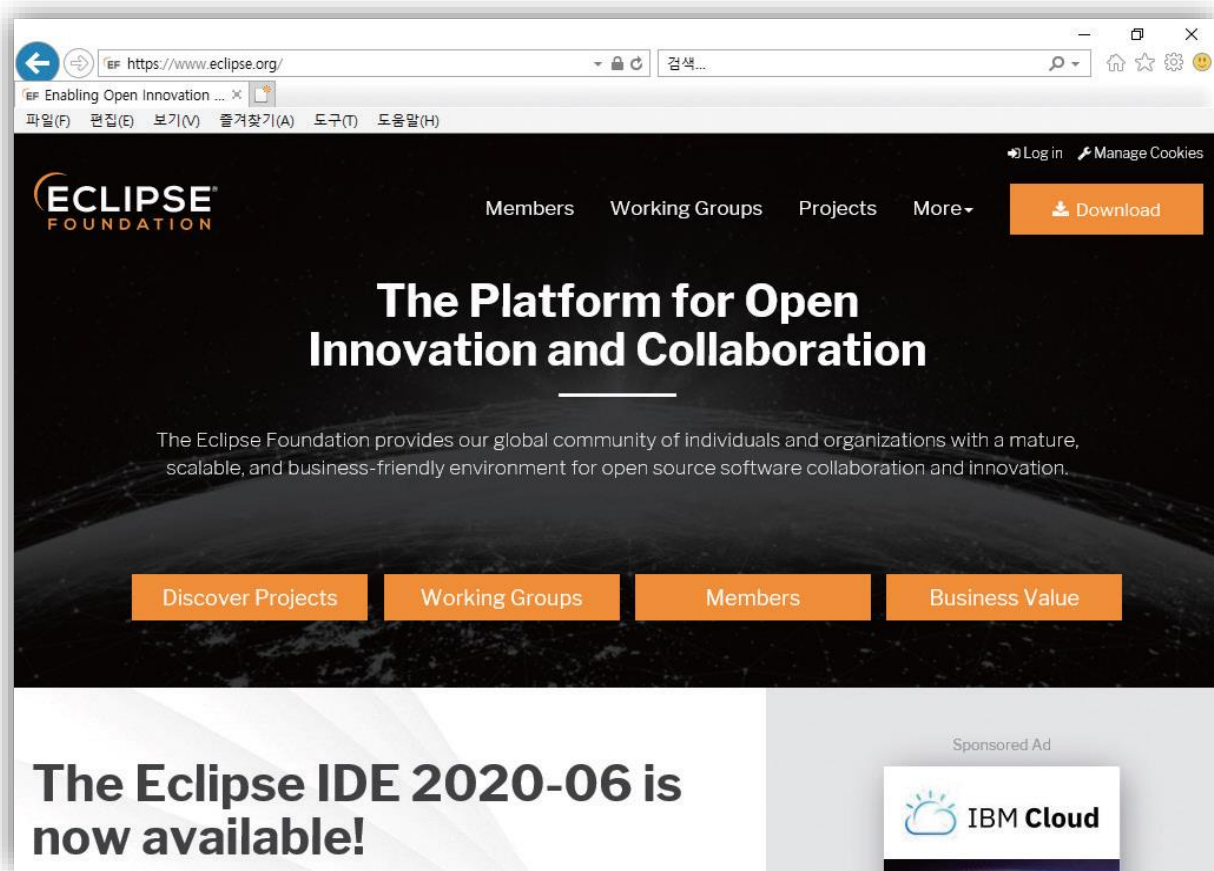 EF https://www.eclipse.org/
검색...
EF Enabling Open Innovation ...
파일(F) 편집(E) 보기(V) 즐겨찾기(A) 도구(T) 도움말(H)
Log in Manage Cookies
ECLIPSE®
FOUNDATION
Members Working Groups Projects More Download
The Platform for Open
Innovation and Collaboration
The Eclipse Foundation provides our global community of individuals and organizations with a mature,
scalable, and business-friendly environment for open source software collaboration and innovation.
Discover Projects Working Groups Members Business Value
The Eclipse IDE 2020-06 is
now available!
Sponsored Ad
IBM Cloud